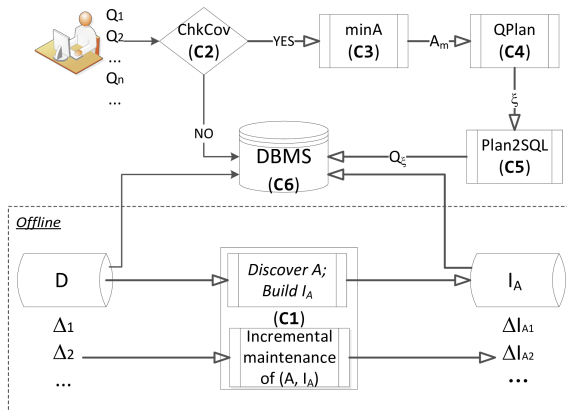 Q1
Q2
...
Qn
...
ChkCov
(C2)
YES
minA
(C3)
Am
QPlan
(C4)
ξ
NO
DBMS
(C6)
Qξ
Plan2SQL
(C5)
Offline
D
Discover A;
Build IA
(C1)
IA
Δ1
Δ2
...
Incremental
maintenance
of (A, IA)
ΔIA1
ΔIA2
...